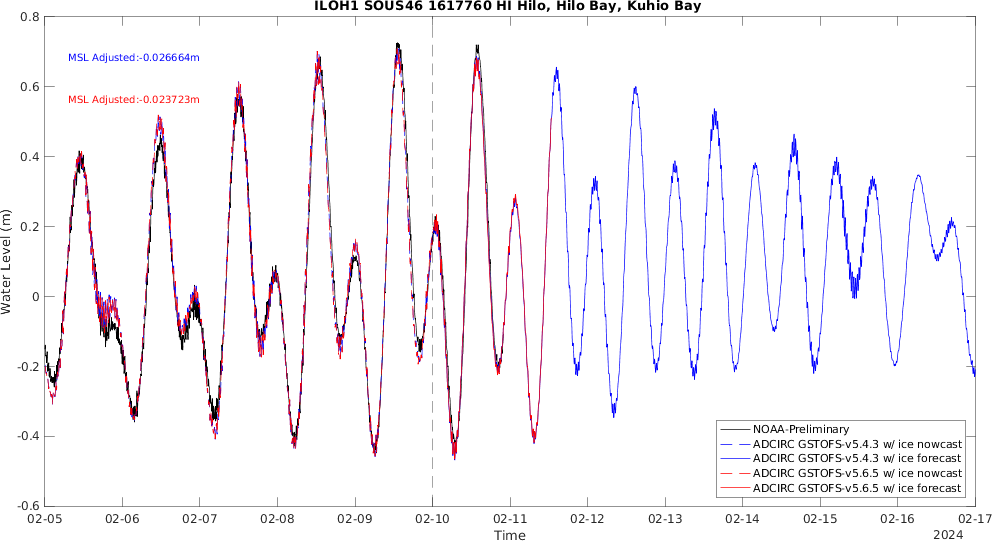 ILOH1 SOUS46 1617760 HI Hilo, Hilo Bay, Kuhio Bay
MSL Adjusted:-0.026664m
MSL Adjusted:-0.023723m
Water Level (m)
0.8
0.6
0.4
0.2
0
-0.2
-0.4
-0.6
NOAA-Preliminary
ADCIRC GSTOFS-v5.4.3 w/ ice nowcast
ADCIRC GSTOFS-v5.4.3 w/ ice forecast
ADCIRC GSTOFS-v5.6.5 w/ ice nowcast
ADCIRC GSTOFS-v5.6.5 w/ ice forecast
02-05 02-06 02-07 02-08 02-09 02-10 02-11 02-12 02-13 02-14 02-15 02-16 02-17
Time
2024